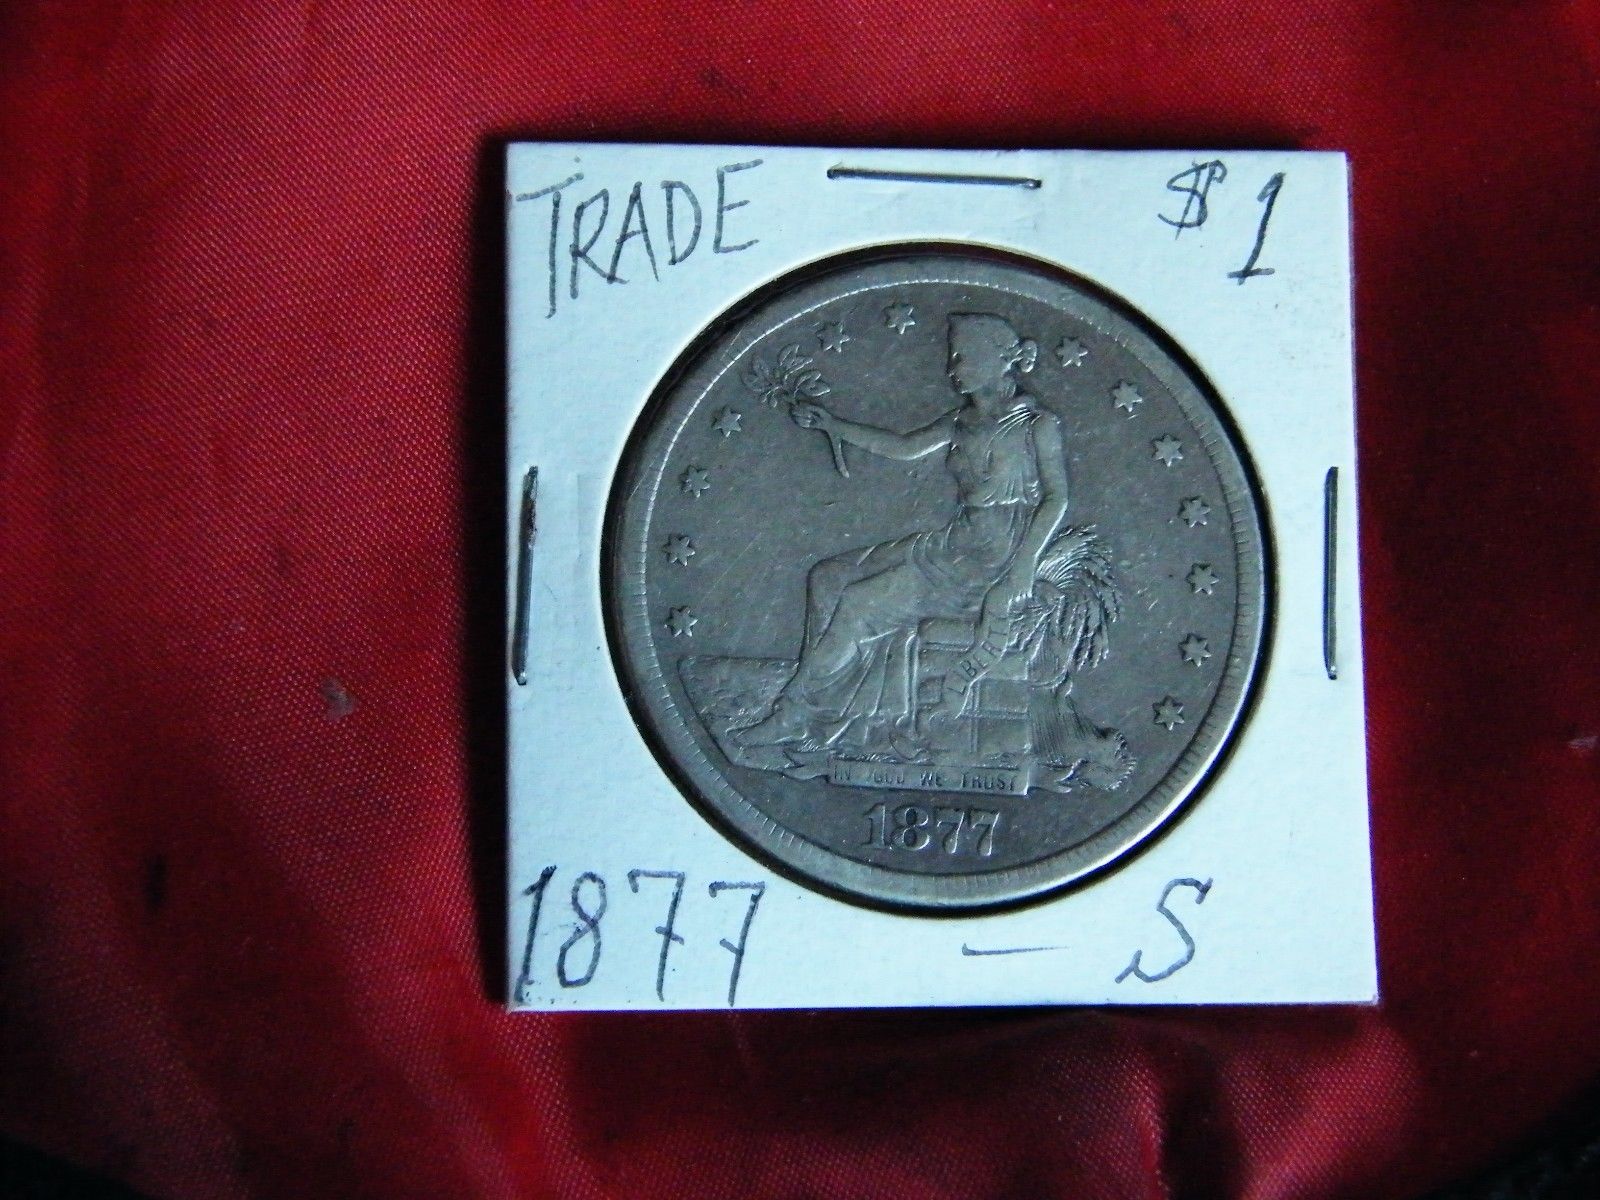 TRADE $1
LIBERTY
IN GOD WE TRUST
1877
1877 - S